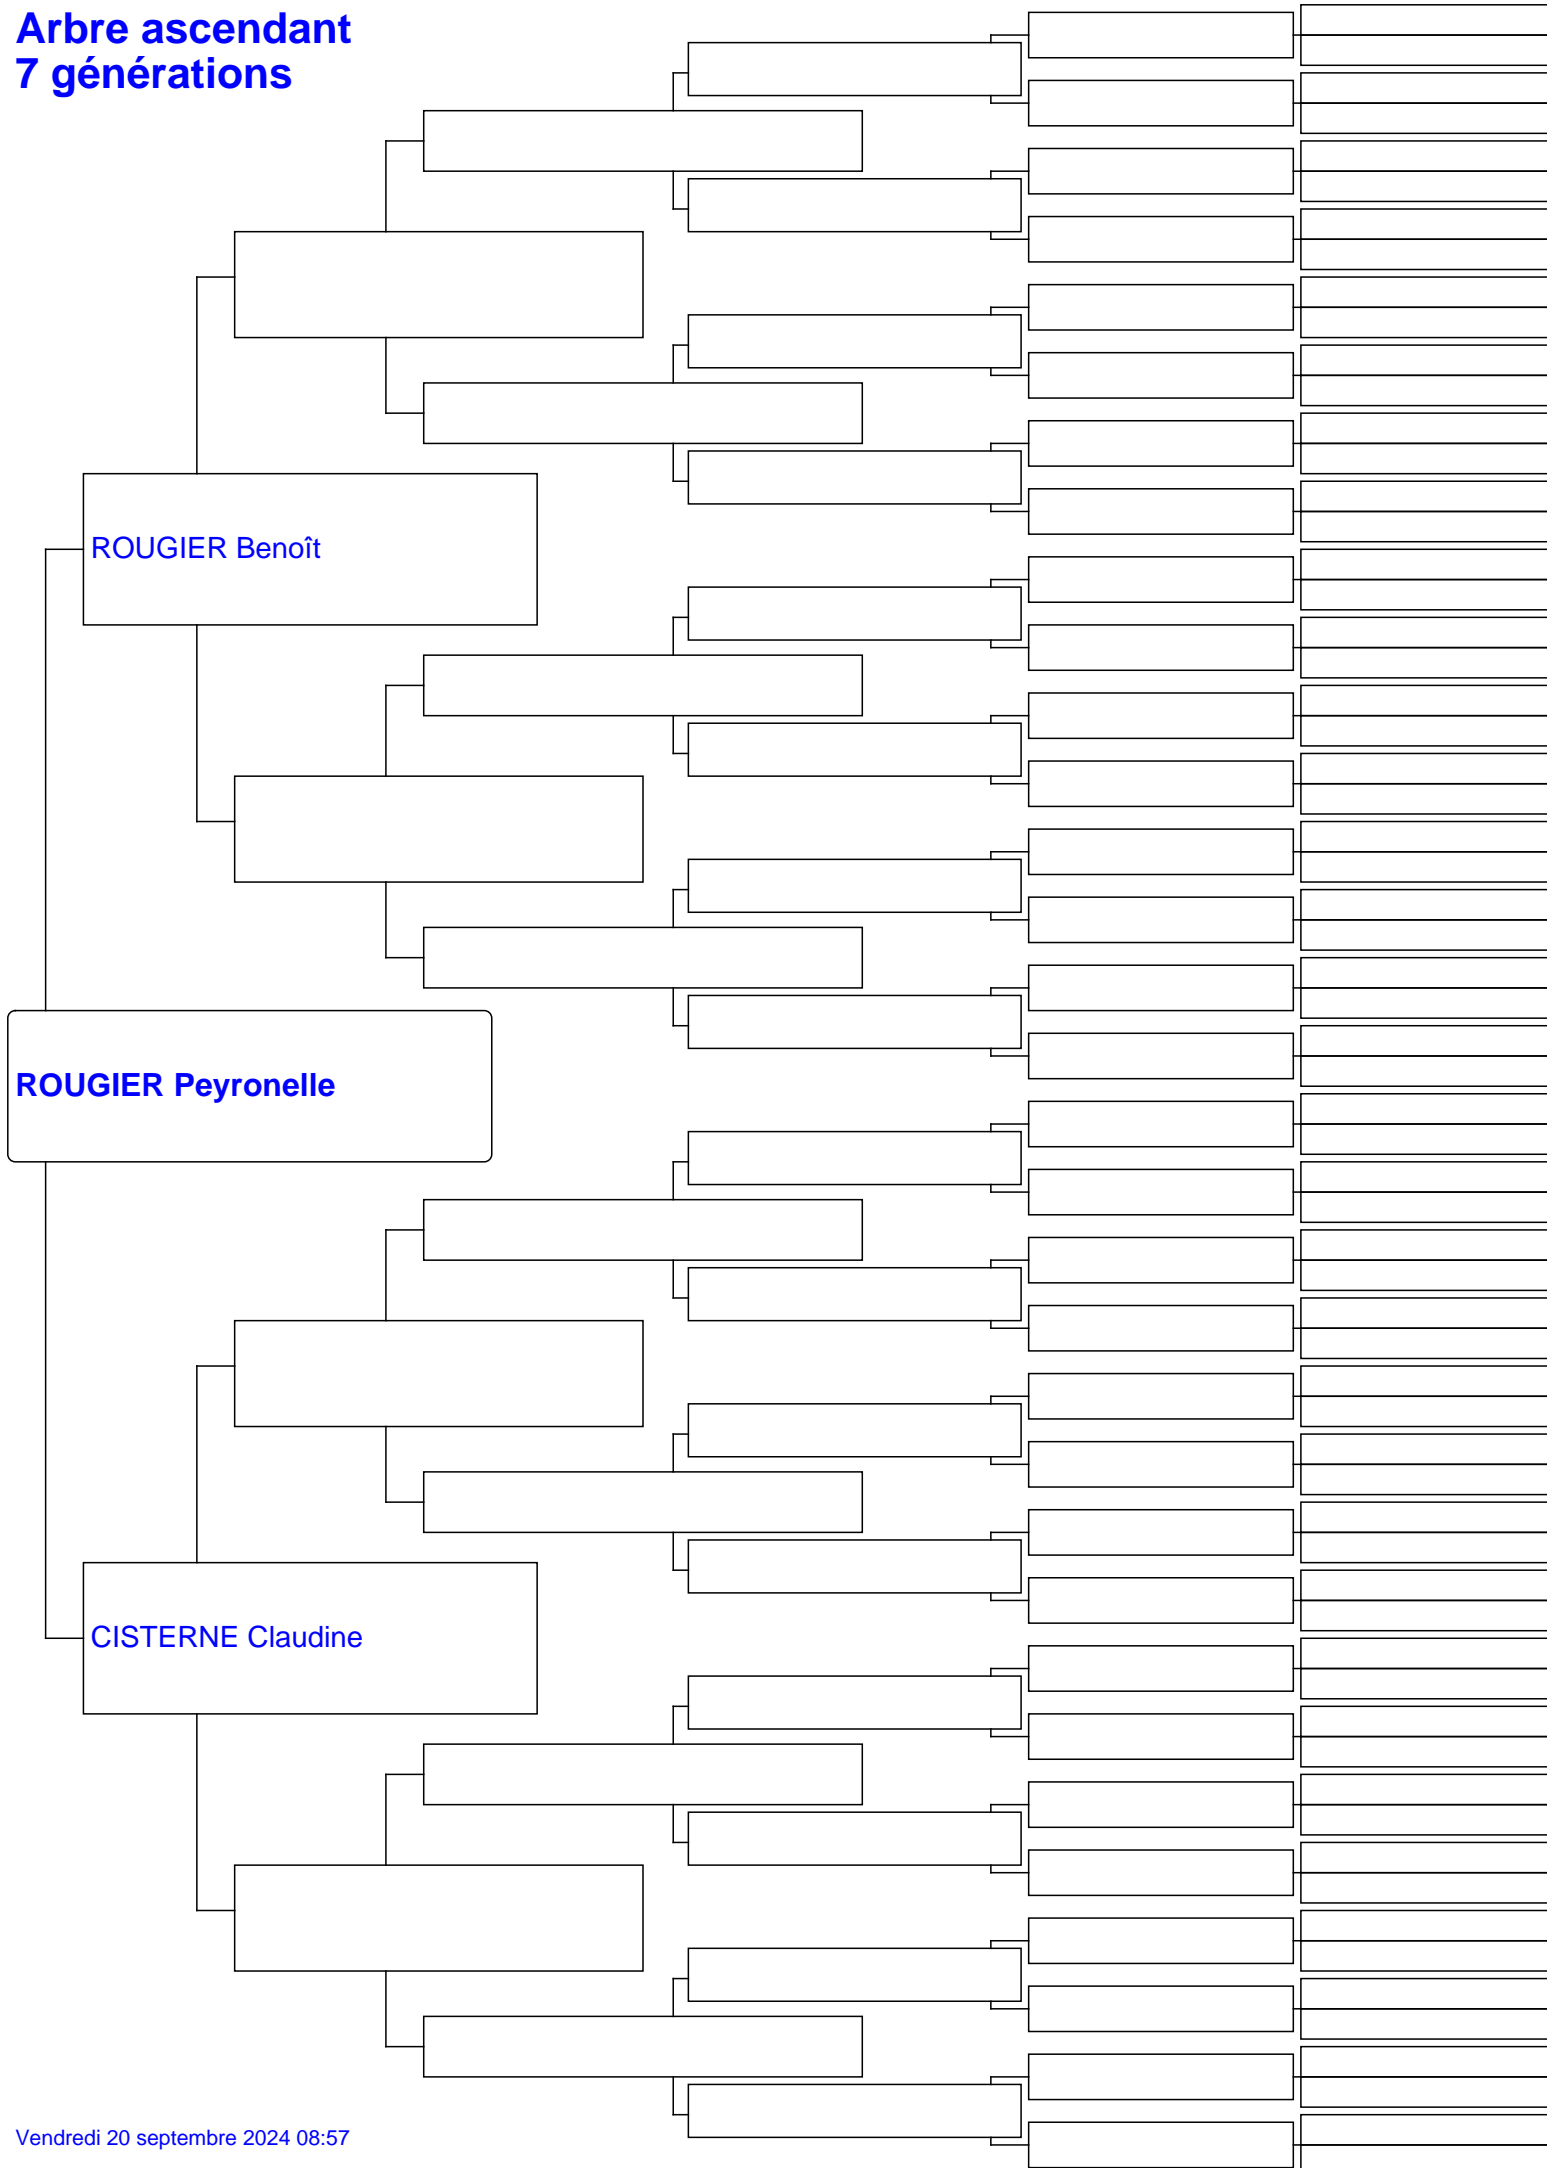 Arbre ascendant
7 générations
ROUGIER Benoît
ROUGIER Peyronelle
CISTERNE Claudine
Vendredi 20 septembre 2024 08:57